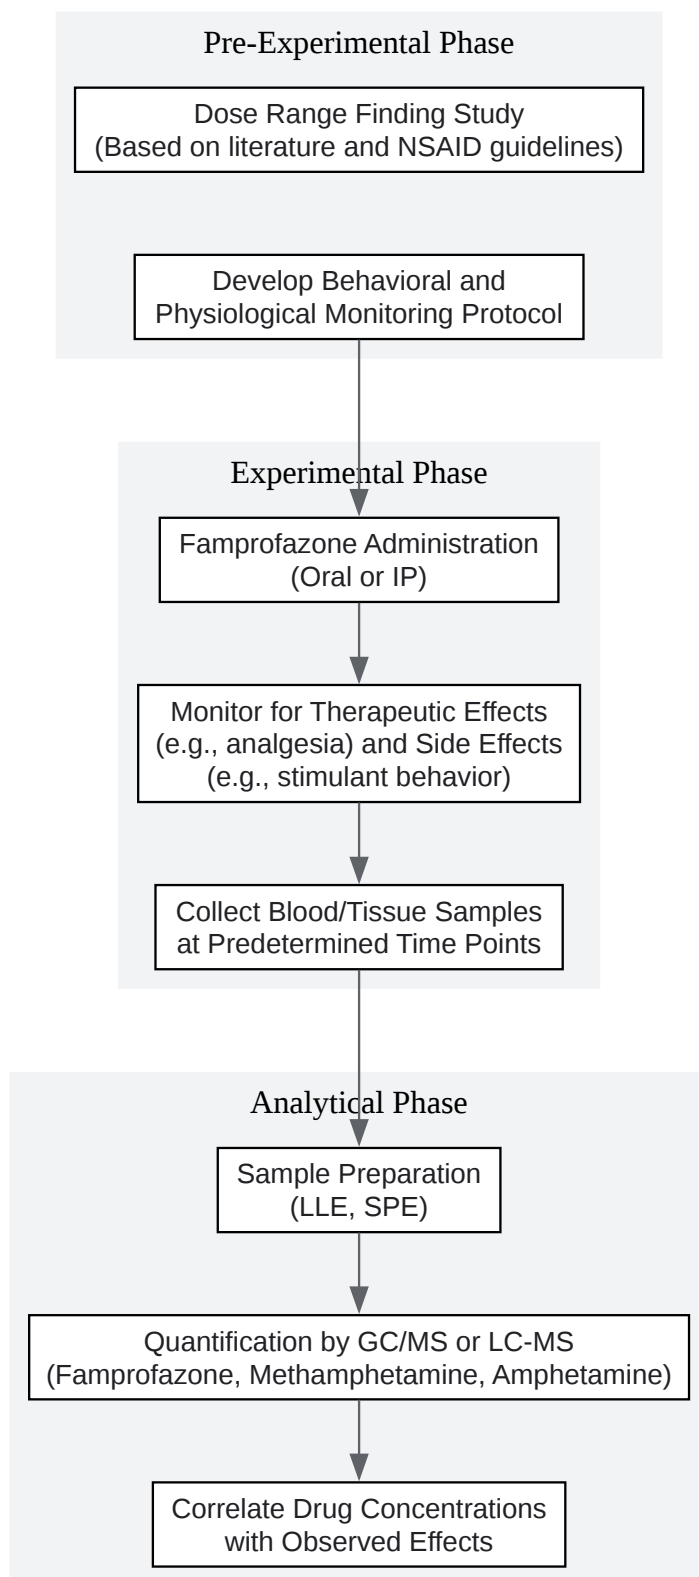 Pre-Experimental Phase
Dose Range Finding Study
(Based on literature and NSAID guidelines)
Develop Behavioral and
Physiological Monitoring Protocol
Experimental Phase
Famprofazone Administration
(Oral or IP)
Monitor for Therapeutic Effects
(e.g., analgesia) and Side Effects
(e.g., stimulant behavior)
Collect Blood/Tissue Samples
at Predetermined Time Points
Analytical Phase
Sample Preparation
(LLE, SPE)
Quantification by GC/MS or LC-MS
(Famprofazone, Methamphetamine, Amphetamine)
Correlate Drug Concentrations
with Observed Effects